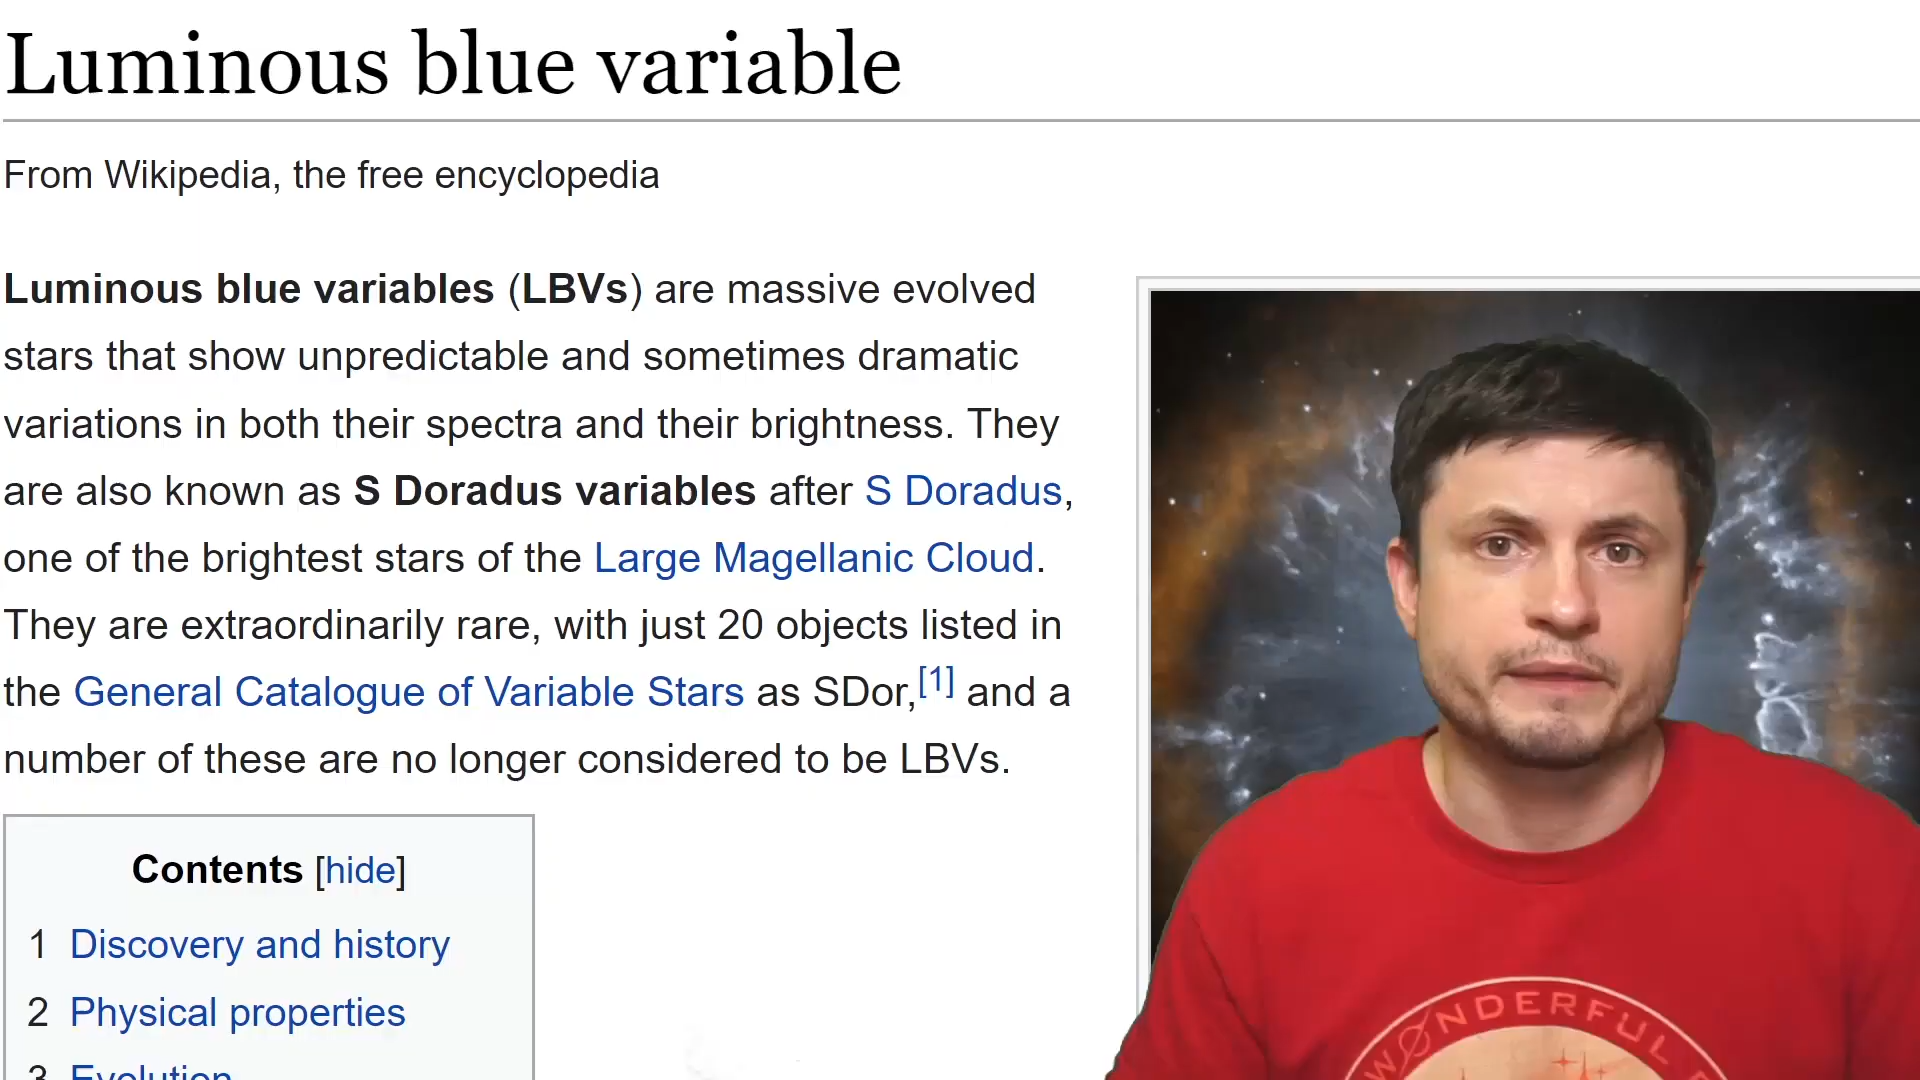 Luminous blue variable
From Wikipedia, the free encyclopedia
Luminous blue variables (LBVs) are massive evolved
stars that show unpredictable and sometimes dramatic
variations in both their spectra and their brightness. They
are also known as S Doradus variables after S Doradus,
one of the brightest stars of the Large Magellanic Cloud.
They are extraordinarily rare, with just 20 objects listed in
the General Catalogue of Variable Stars as SDor,[1] and a
number of these are no longer considered to be LBVs.
Contents [hide]
1 Discovery and history
2 Physical properties
3 Evolution
WØNDERFUL